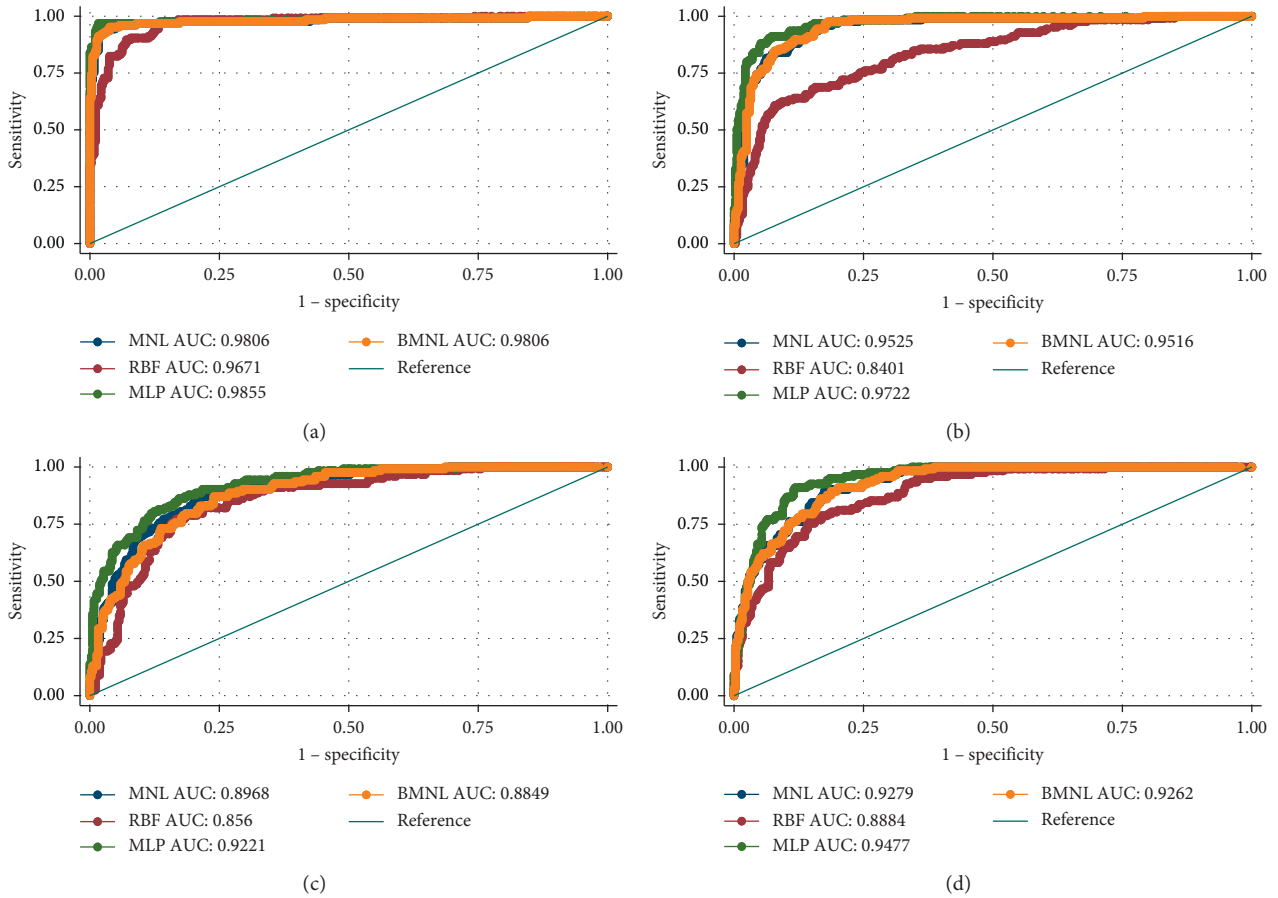 1.00
0.75
0.50
0.25
0.00
Sensitivity
0.00 0.25 0.50 0.75 1.00
1 – specificity
MNL AUC: 0.9806
RBF AUC: 0.9671
MLP AUC: 0.9855
BMNL AUC: 0.9806
Reference
(a)
1.00
0.75
0.50
0.25
0.00
Sensitivity
0.00 0.25 0.50 0.75 1.00
1 – specificity
MNL AUC: 0.9525
RBF AUC: 0.8401
MLP AUC: 0.9722
BMNL AUC: 0.9516
Reference
(b)
1.00
0.75
0.50
0.25
0.00
Sensitivity
0.00 0.25 0.50 0.75 1.00
1 – specificity
MNL AUC: 0.8968
RBF AUC: 0.856
MLP AUC: 0.9221
BMNL AUC: 0.8849
Reference
(c)
1.00
0.75
0.50
0.25
0.00
Sensitivity
0.00 0.25 0.50 0.75 1.00
1 – specificity
MNL AUC: 0.9279
RBF AUC: 0.8884
MLP AUC: 0.9477
BMNL AUC: 0.9262
Reference
(d)